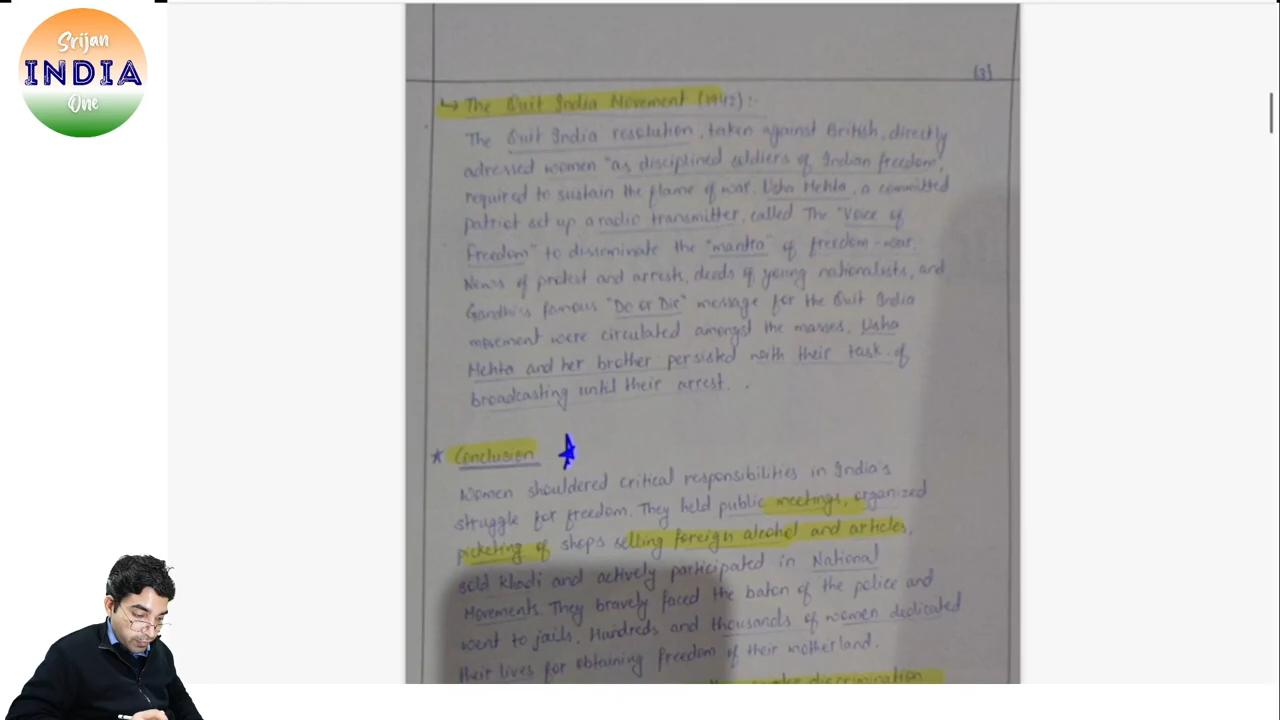 Srijan
INDIA
One
(3)
↳ The Quit India Movement (1942):-
The Quit India resolution, taken against British, directly
adressed women "as disciplined soldiers of Indian freedom",
required to sustain the flame of war. Usha Mehta, a committed
patriot set up a radio transmitter, called The "Voice of
Freedom" to disseminate the "mantra" of freedom-war.
News of protest and arrests, deeds of young nationalists, and
Gandhi's famous "Do or Die" message for the Quit India
movement were circulated amongst the masses. Usha
Mehta and her brother persisted with their task of
broadcasting until their arrest.
★ Conclusion
Women shouldered critical responsibilities in India's
struggle for freedom. They held public meetings, organized
picketing of shops selling foreign alcohol and articles,
sold khadi and actively participated in National
Movements. They bravely faced the baton of the police and
went to jails. Hundreds and thousands of women dedicated
their lives for obtaining freedom of their motherland.
discrimination